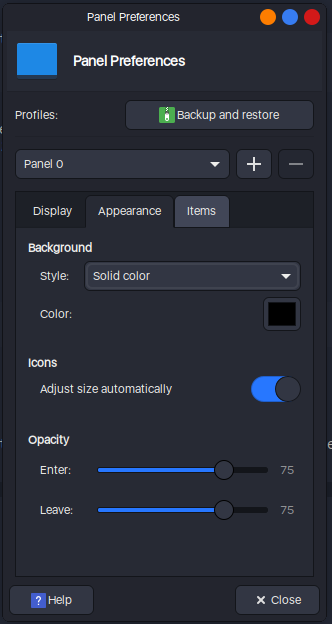 Panel Preferences
Panel Preferences
Profiles:
Backup and restore
Panel 0
Display Appearance Items
Background
Style: Solid color
Color:
Icons
Adjust size automatically
Opacity
Enter: 75
Leave: 75
? Help
Close